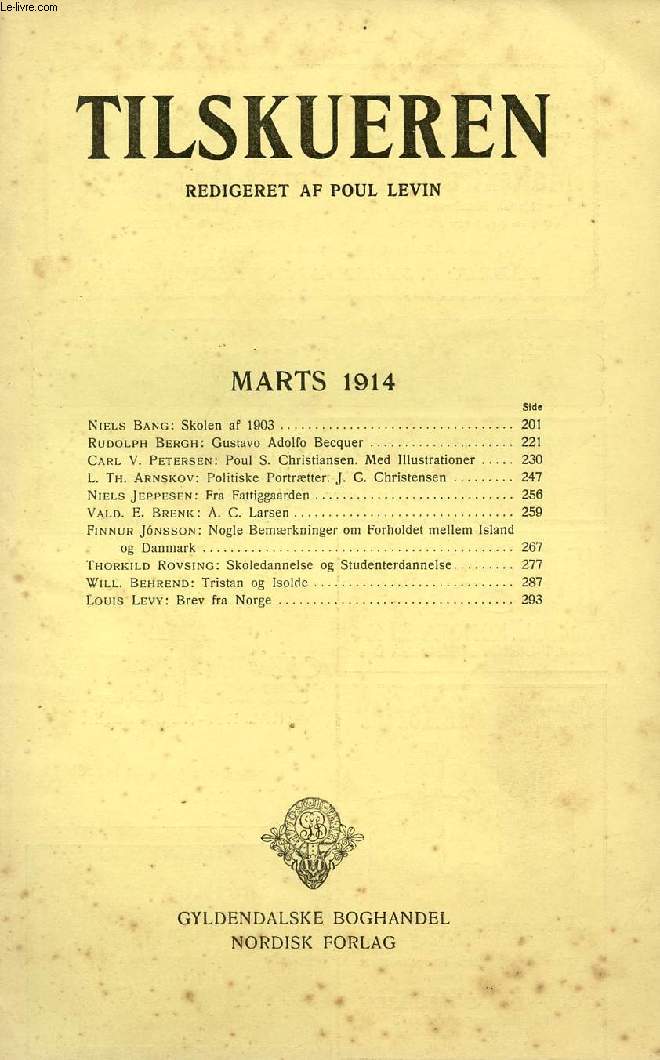 Le-livre.com
TILSKUEREN
REDIGERET AF POUL LEVIN
MARTS 1914
Side
NIELS BANG: Skolen af 1903 .................................. 201
RUDOLPH BERGH: Gustavo Adolfo Becquer ..................... 221
CARL V. PETERSEN: Poul S. Christiansen. Med Illustrationer ..... 230
L. TH. ARNSKOV: Politiske Portrætter: J. C. Christensen ......... 247
NIELS JEPPESEN: Fra Fattiggaarden ............................. 256
VALD. E. BRENK: A. C. Larsen ................................ 259
FINNUR JÓNSSON: Nogle Bemærkninger om Forholdet mellem Island
og Danmark ............................................. 267
THORKILD ROVSING: Skoledannelse og Studenterdannelse ......... 277
WILL. BEHREND: Tristan og Isolde ............................. 287
LOUIS LEVY: Brev fra Norge .................................. 293
GYLDENDALSKE BOGHANDEL
NORDISK FORLAG